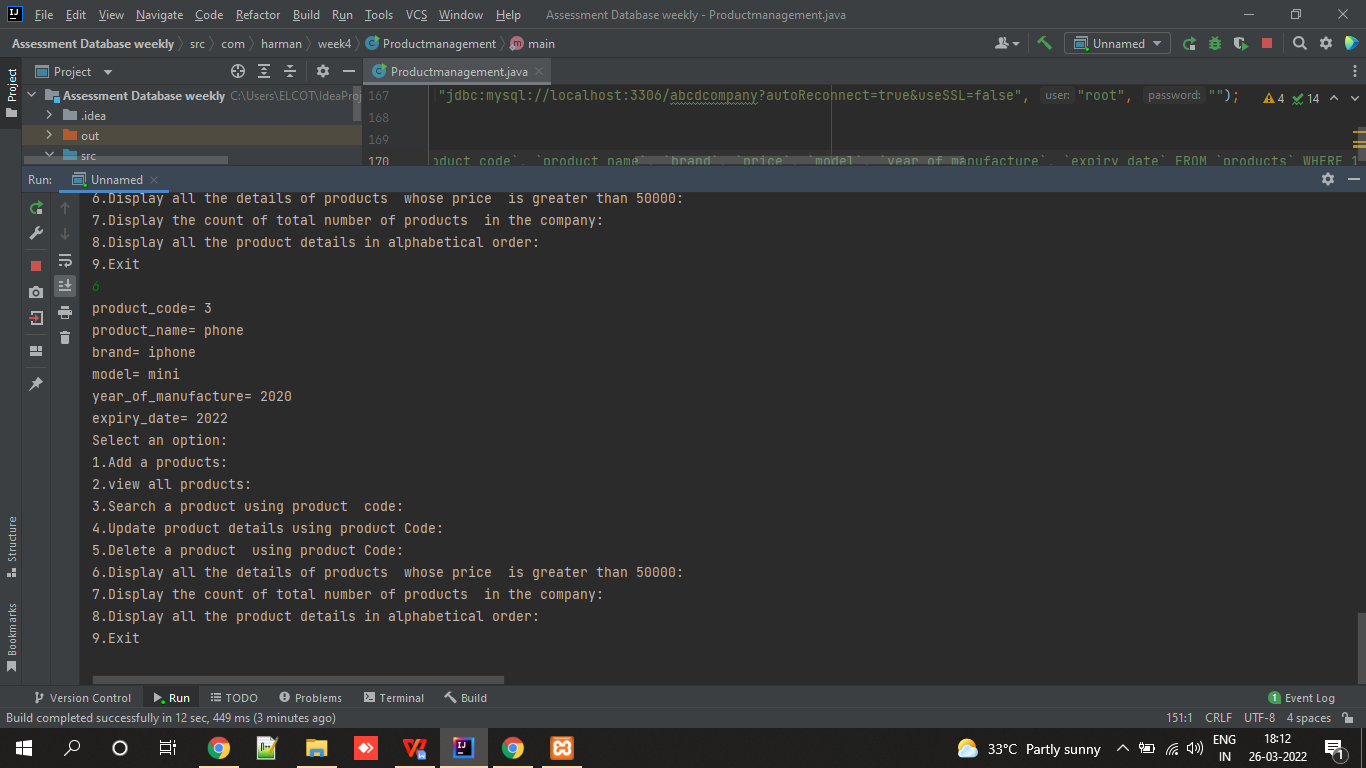 File Edit View Navigate Code Refactor Build Run Tools VCS Window Help Assessment Database weekly - Productmanagement.java
Assessment Database weekly src com harman week4 Productmanagement main Unnamed
Project Productmanagement.java
Project
Assessment Database weekly C:\Users\ELCOT\IdeaProj
.idea
out
src
167 "jdbc:mysql://localhost:3306/abcdcompany?autoReconnect=true&useSSL=false", user: "root", password: ""); 4 14
168
169
170 oduct_code`, `product_name`, `brand`, `price`, `model`, `year_of_manufacture`, `expiry_date` FROM `products` WHERE 1
Run: Unnamed
6.Display all the details of products  whose price  is greater than 50000:
7.Display the count of total number of products  in the company:
8.Display all the product details in alphabetical order:
9.Exit
6
product_code= 3
product_name= phone
brand= iphone
model= mini
year_of_manufacture= 2020
expiry_date= 2022
Select an option:
1.Add a products:
2.view all products:
3.Search a product using product  code:
4.Update product details using product Code:
5.Delete a product  using product Code:
6.Display all the details of products  whose price  is greater than 50000:
7.Display the count of total number of products  in the company:
8.Display all the product details in alphabetical order:
9.Exit
Structure
Bookmarks
Version Control Run TODO Problems Terminal Build 1 Event Log
Build completed successfully in 12 sec, 449 ms (3 minutes ago) 151:1 CRLF UTF-8 4 spaces
33°C Partly sunny ENG IN 18:12 26-03-2022 1